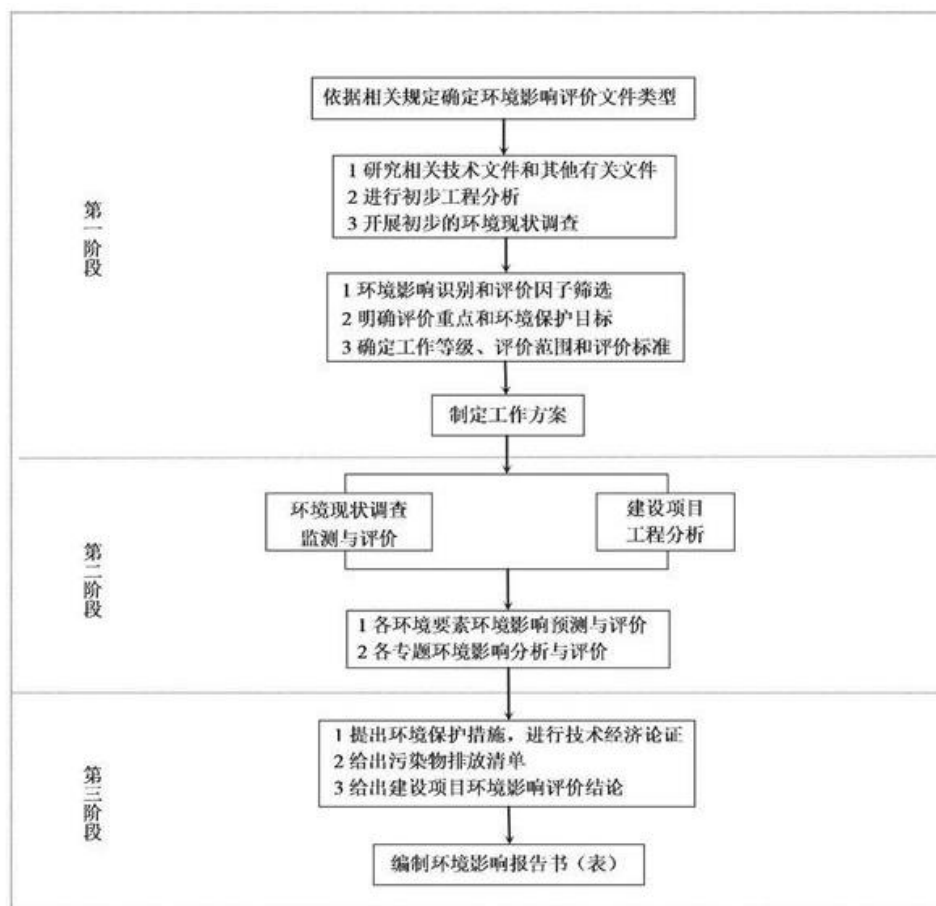 依据相关规定确定环境影响评价文件类型
1 研究相关技术文件和其他有关文件
2 进行初步工程分析
3 开展初步的环境现状调查
第一阶段
1 环境影响识别和评价因子筛选
2 明确评价重点和环境保护目标
3 确定工作等级、评价范围和评价标准
制定工作方案
环境现状调查
监测与评价
建设项目
工程分析
第二阶段
1 各环境要素环境影响预测与评价
2 各专题环境影响分析与评价
1 提出环境保护措施，进行技术经济论证
2 给出污染物排放清单
3 给出建设项目环境影响评价结论
第三阶段
编制环境影响报告书（表）